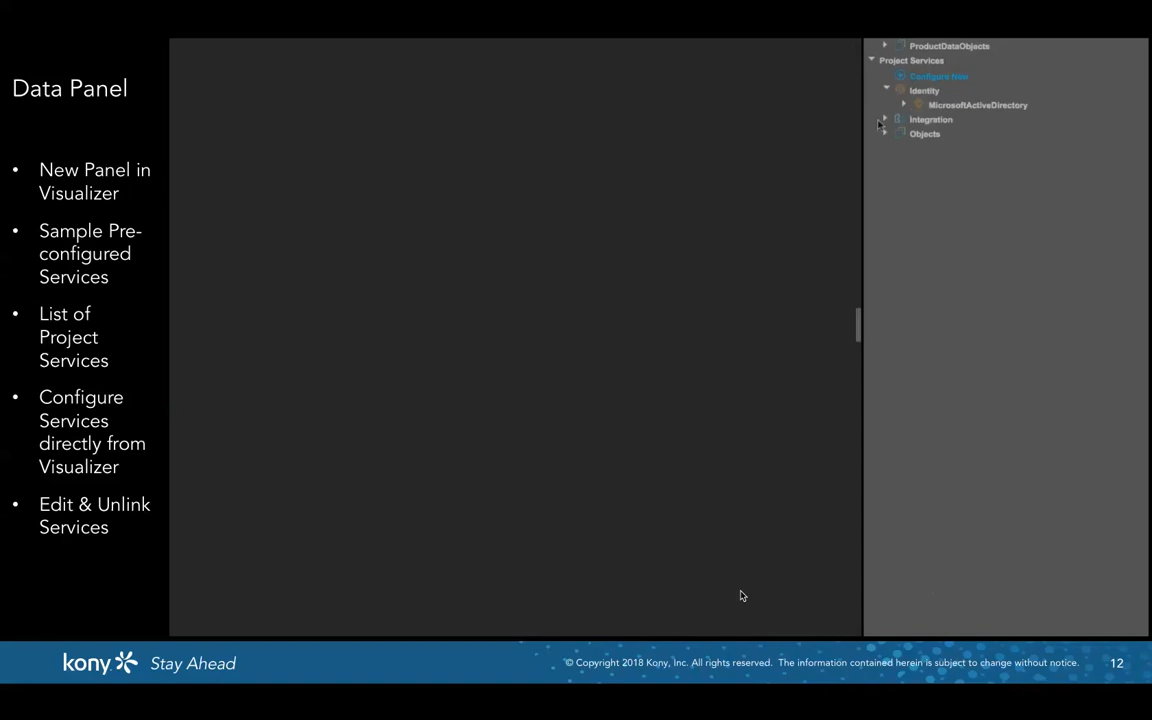 Data Panel
• New Panel in
Visualizer
• Sample Pre-
configured
Services
• List of
Project
Services
• Configure
Services
directly from
Visualizer
• Edit & Unlink
Services
ProductDataObjects
Project Services
Configure New
Identity
MicrosoftActiveDirectory
Integration
Objects
kony Stay Ahead
© Copyright 2018 Kony, Inc. All rights reserved. The information contained herein is subject to change without notice.
12